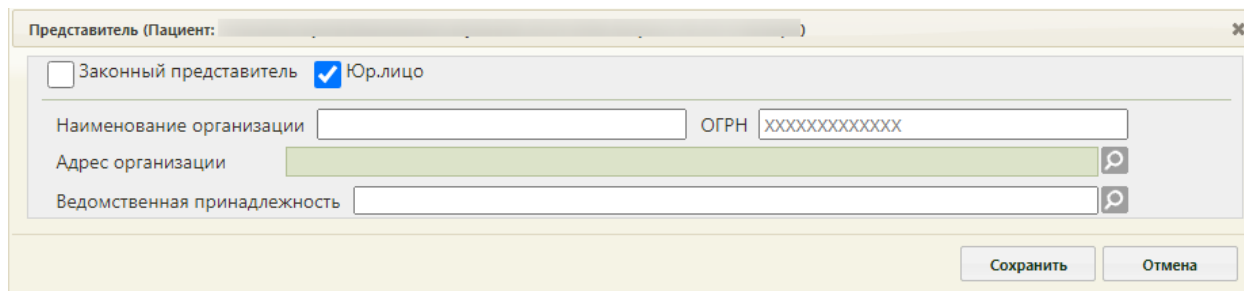 Представитель (Пациент: )
Законный представитель Юр.лицо
Наименование организации ОГРН XXXXXXXXXXXXX
Адрес организации
Ведомственная принадлежность
Сохранить Отмена